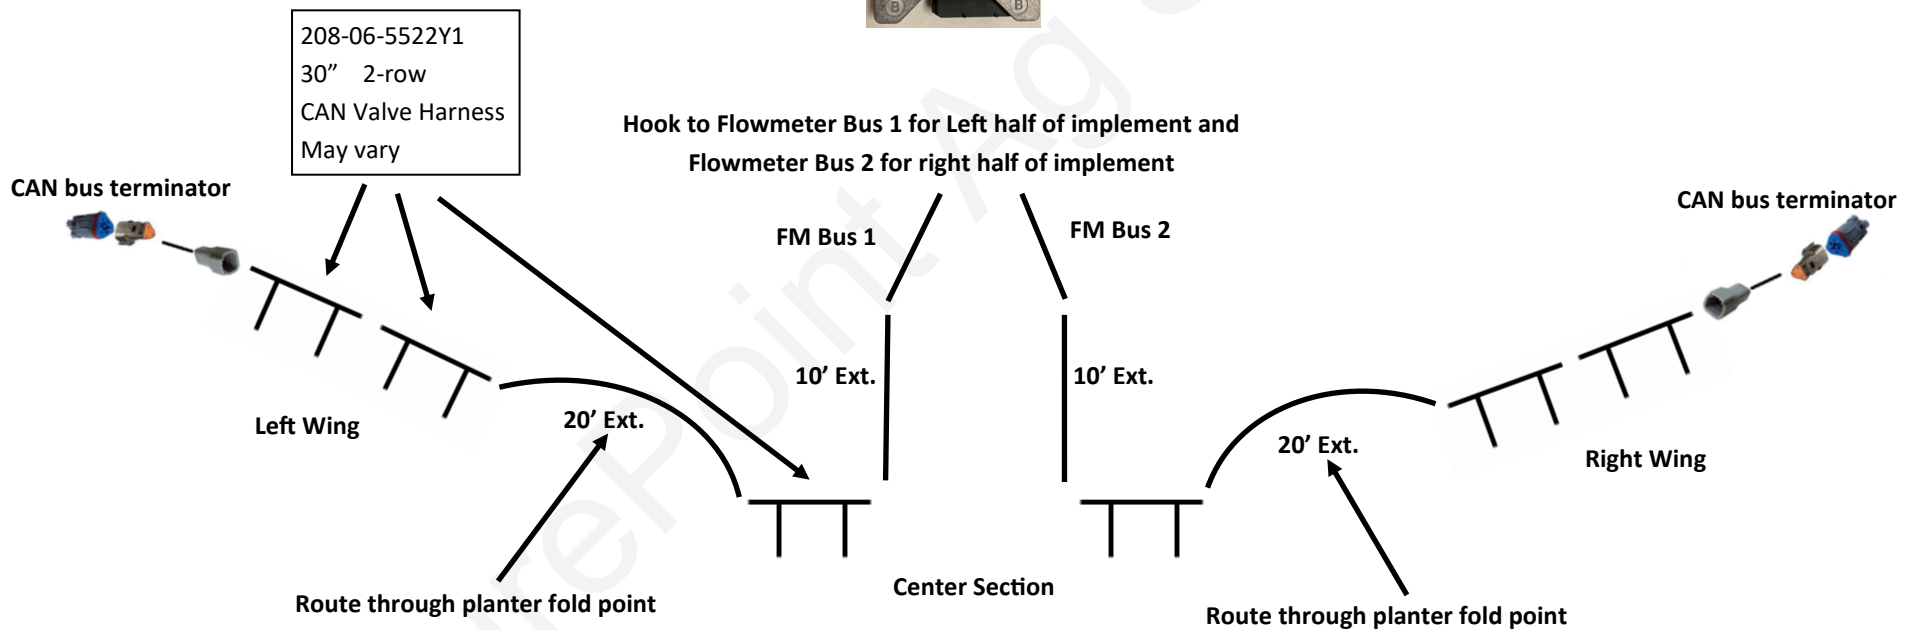 208-06-5522Y1
30” 2-row
CAN Valve Harness
May vary
Hook to Flowmeter Bus 1 for Left half of implement and
Flowmeter Bus 2 for right half of implement
CAN bus terminator
CAN bus terminator
FM Bus 1
FM Bus 2
10’ Ext.
10’ Ext.
Left Wing
20’ Ext.
20’ Ext.
Right Wing
Center Section
Route through planter fold point
Route through planter fold point
B
B